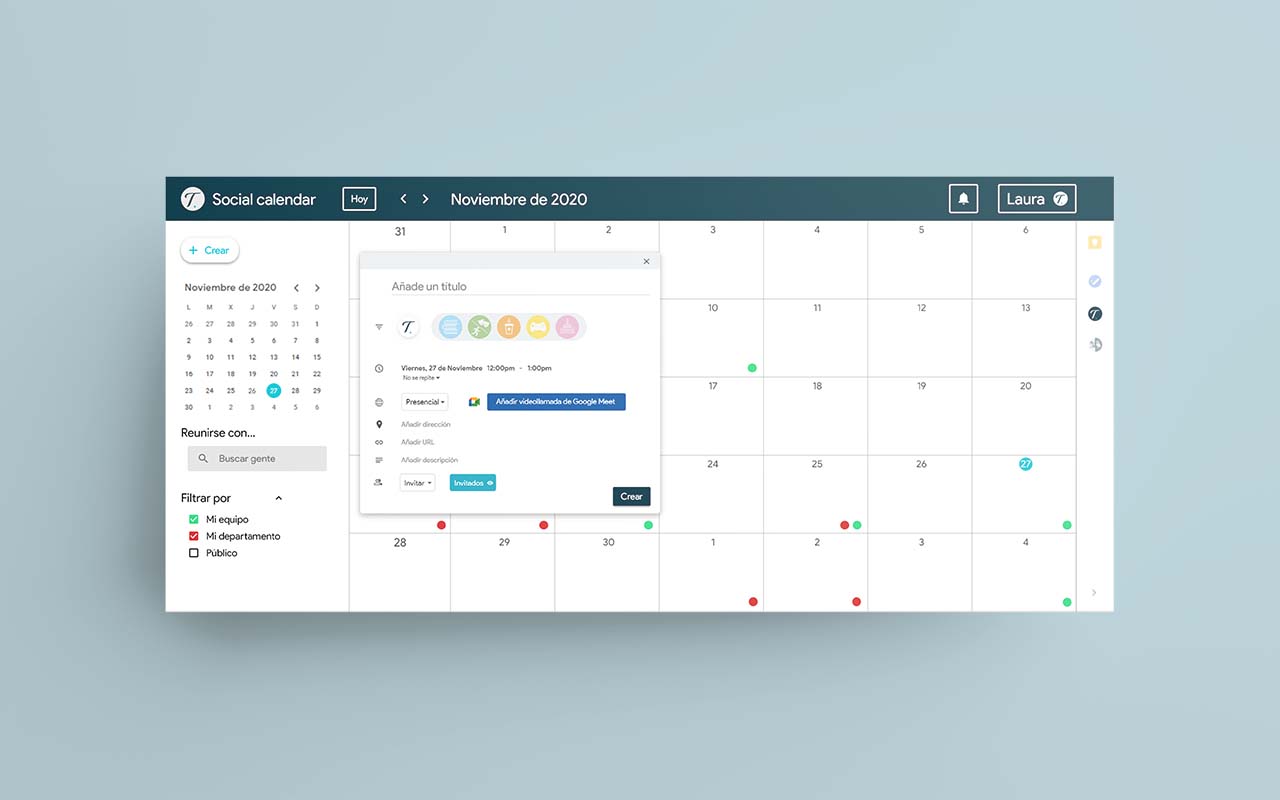 T. Social calendar Hoy Noviembre de 2020 Laura T
+ Crear
Noviembre de 2020
L M X J V S D
26 27 28 29 30 31 1
2 3 4 5 6 7 8
9 10 11 12 13 14 15
16 17 18 19 20 21 22
23 24 25 26 27 28 29
30 1 2 3 4 5 6
Reunirse con...
Buscar gente
Filtrar por
Mi equipo
Mi departamento
Público
31 1 2 3 4 5 6
10 11 12 13
17 18 19 20
24 25 26 27
28 29 30 1 2 3 4
Añade un título
T.
Viernes, 27 de Noviembre 12:00pm - 1:00pm
No se repite
Presencial Añadir videollamada de Google Meet
Añadir dirección
Añadir URL
Añadir descripción
Invitar Invitados
Crear
T